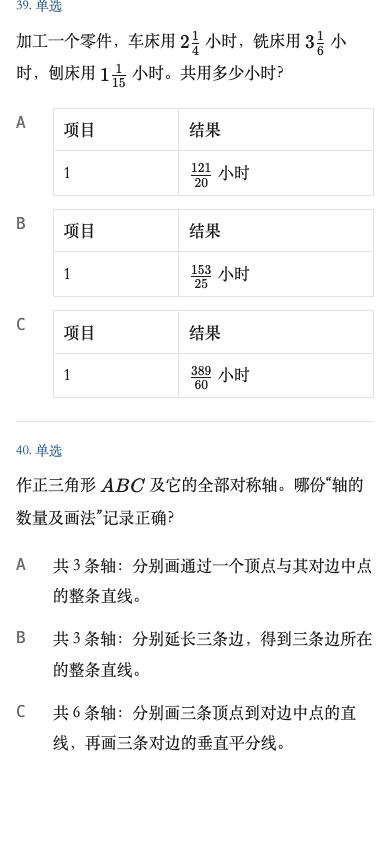 39. 单选
加工一个零件，车床用 2 1/4 小时，铣床用 3 1/6 小
时，刨床用 1 1/15 小时。共用多少小时?
A
项目 结果
1 121/20 小时
B
项目 结果
1 153/25 小时
C
项目 结果
1 389/60 小时
40. 单选
作正三角形 ABC 及它的全部对称轴。哪份“轴的
数量及画法”记录正确?
A 共 3 条轴：分别画通过一个顶点与其对边中点
的整条直线。
B 共 3 条轴：分别延长三条边，得到三条边所在
的整条直线。
C 共 6 条轴：分别画三条顶点到对边中点的直
线，再画三条对边的垂直平分线。